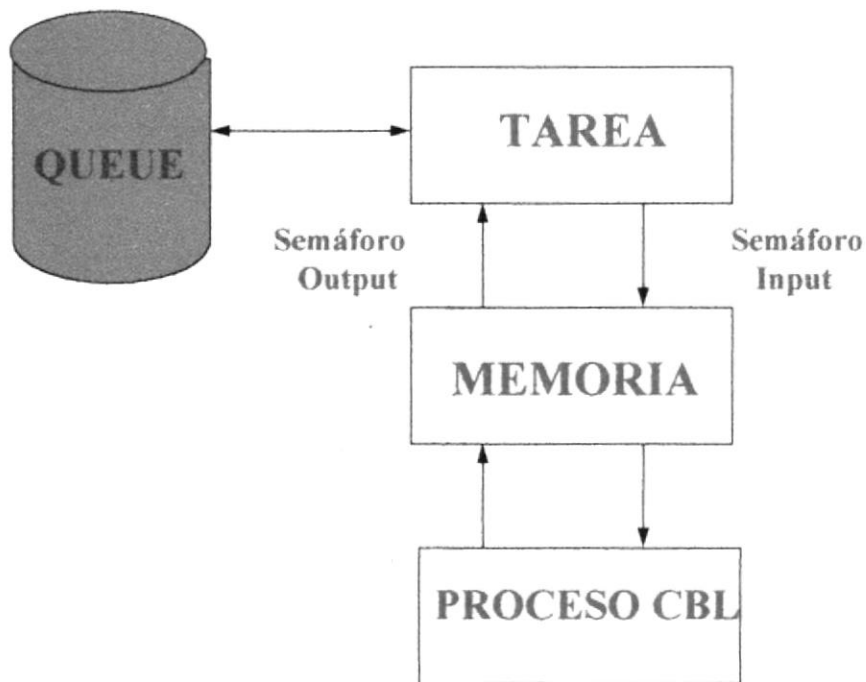 QUEUE
TAREA
Semáforo
Output
Semáforo
Input
MEMORIA
PROCESO CBL